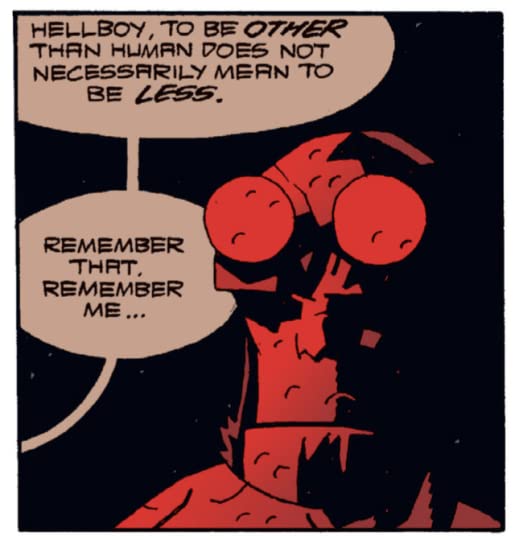 HELLBOY, TO BE OTHER
THAN HUMAN DOES NOT
NECESSARILY MEAN TO
BE LESS.
REMEMBER
THAT.
REMEMBER
ME...